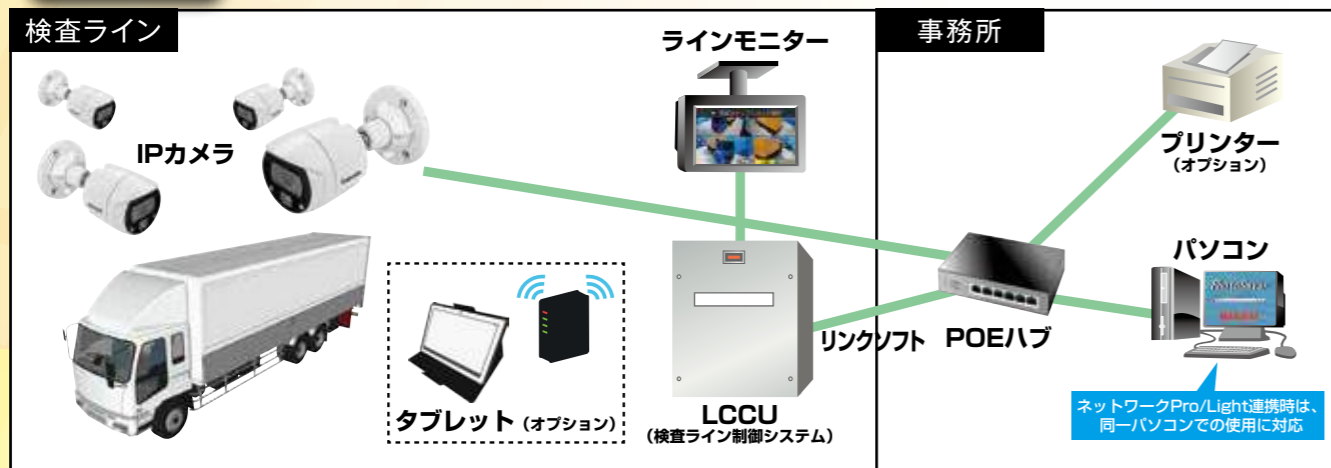 検査ライン
事務所
ラインモニター
IPカメラ
プリンター
(オプション)
パソコン
リンクソフト
POEハブ
タブレット(オプション)
LCCU
(検査ライン制御システム)
ネットワークPro/Light連携時は、
同一パソコンでの使用に対応